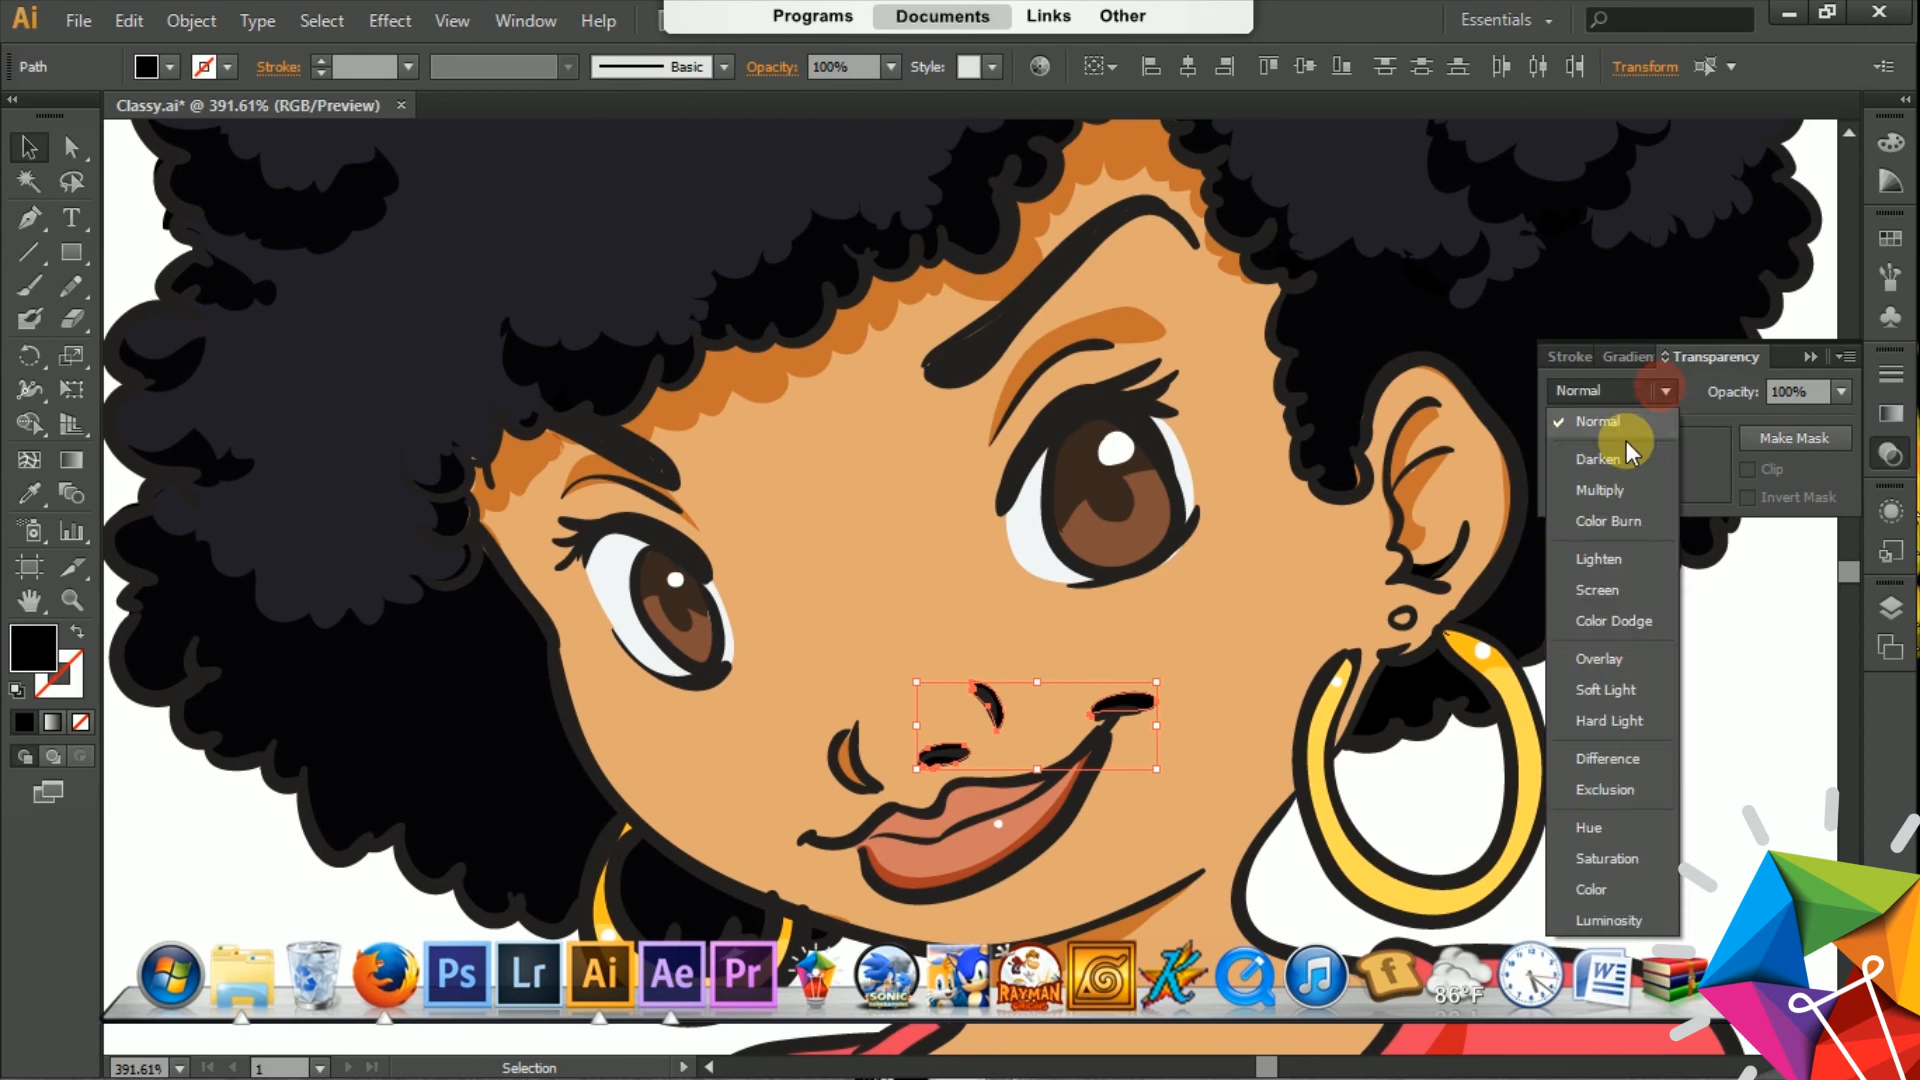 Programs Documents Links Other
Ai File Edit Object Type Select Effect View Window Help Essentials
Path Stroke: Basic Opacity: 100% Style: Transform
Classy.ai* @ 391.61% (RGB/Preview)
Stroke Gradien Transparency
Normal Opacity: 100%
Normal
Make Mask
Darken
Clip
Multiply
Invert Mask
Color Burn
Lighten
Screen
Color Dodge
Overlay
Soft Light
Hard Light
Difference
Exclusion
Hue
Saturation
Color
Luminosity
Ps Lr Ai Ae Pr
SONIC
RAYMAN
f
86°F
W
391.61% 1 Selection